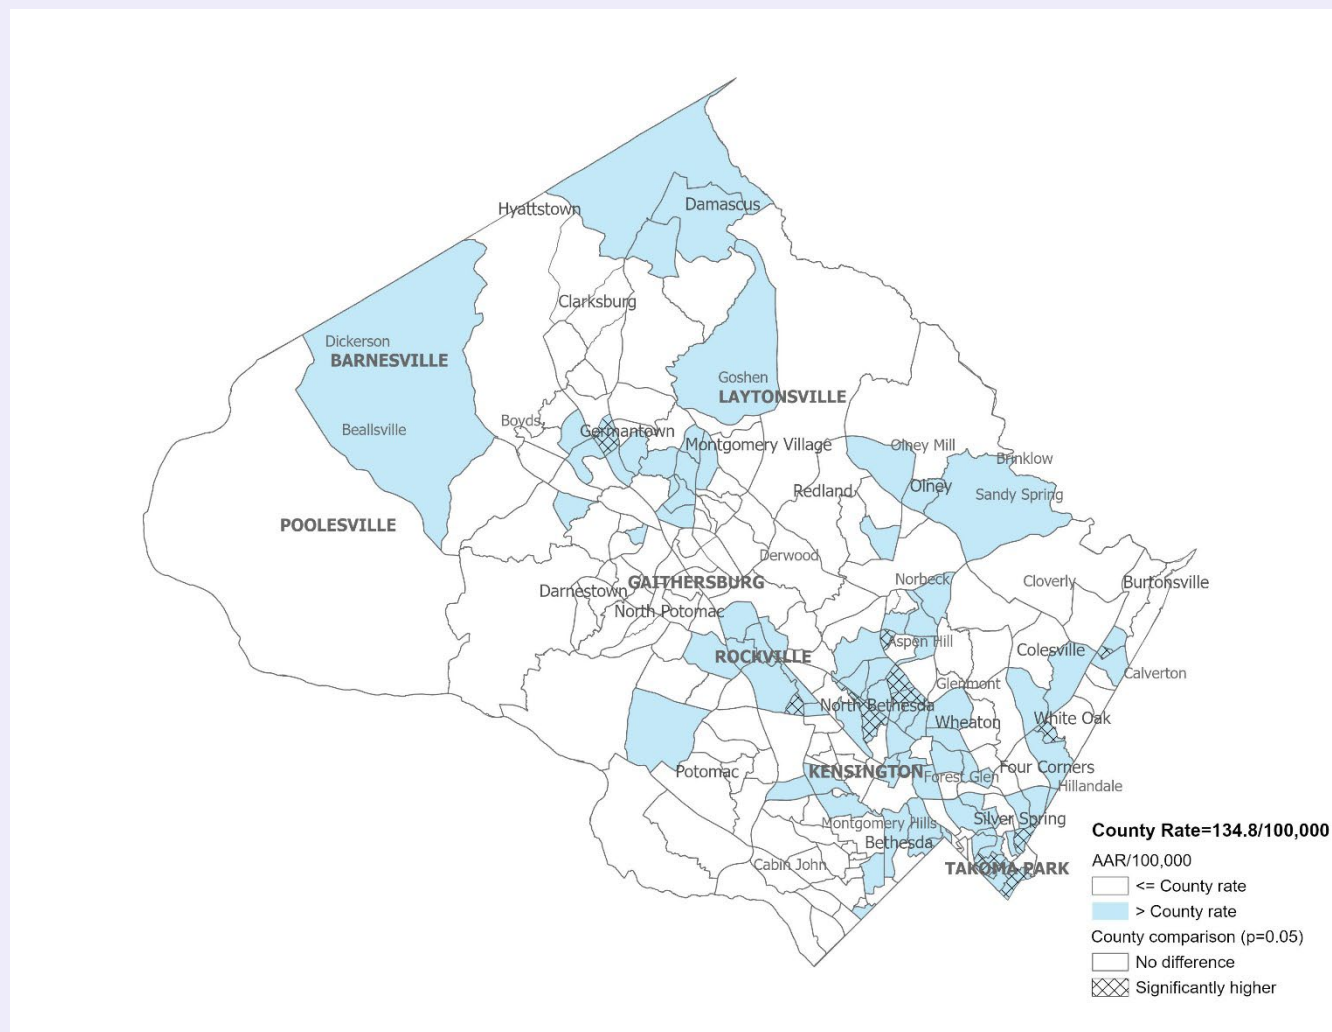 Hyattstown
Damascus
Clarksburg
Dickerson
BARNESVILLE
Goshen
LAYTONSVILLE
Boyds
Beallsville
Germantown
Montgomery Village
Olney Mill
Brinklow
Olney
Sandy Spring
Redland
POOLESVILLE
Derwood
GAITHERSBURG
Darnestown
Norbeck
Cloverly
Burtonsville
North Potomac
Aspen Hill
Colesville
ROCKVILLE
Calverton
Glenmont
North Bethesda
Wheaton
White Oak
Potomac
KENSINGTON
Forest Glen
Four Corners
Hillandale
Montgomery Hills
Silver Spring
Bethesda
Cabin John
TAKOMA PARK
County Rate=134.8/100,000
AAR/100,000
<= County rate
> County rate
County comparison (p=0.05)
No difference
Significantly higher